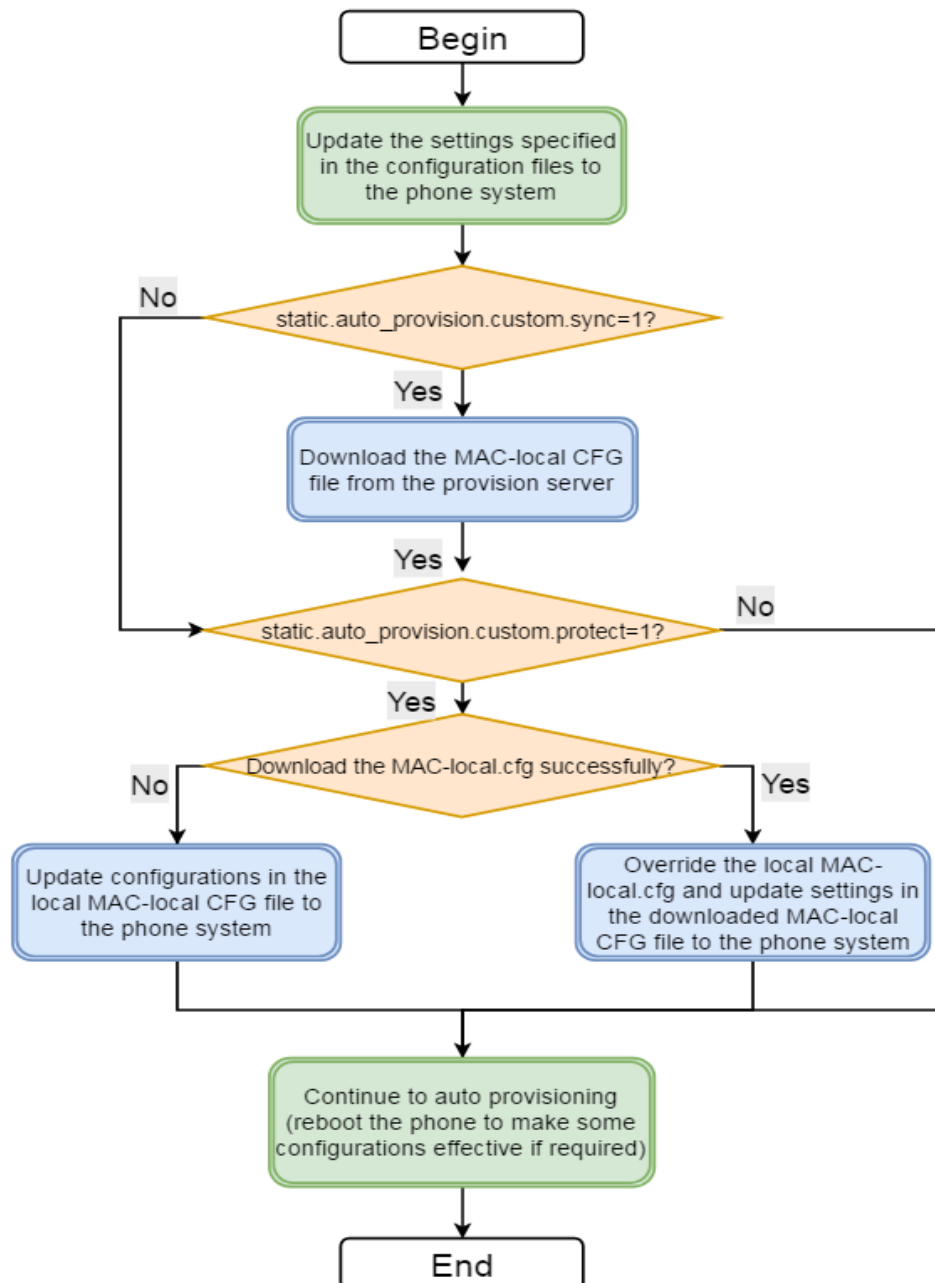 Begin
Update the settings specified
in the configuration files to
the phone system
No
static.auto_provision.custom.sync=1?
Yes
Download the MAC-local CFG
file from the provision server
Yes
No
static.auto_provision.custom.protect=1?
Yes
Download the MAC-local.cfg successfully?
No
Yes
Update configurations in the
local MAC-local CFG file to
the phone system
Override the local MAC-
local.cfg and update settings in
the downloaded MAC-local
CFG file to the phone system
Continue to auto provisioning
(reboot the phone to make some
configurations effective if required)
End